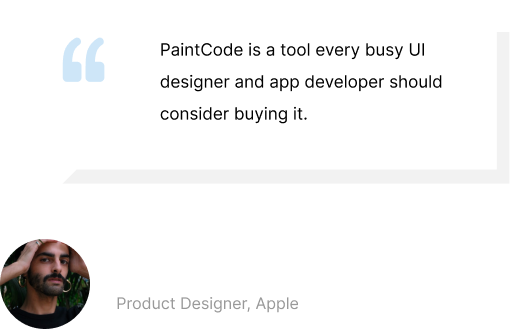 PaintCode is a tool every busy UI
designer and app developer should
consider buying it.
Product Designer, Apple